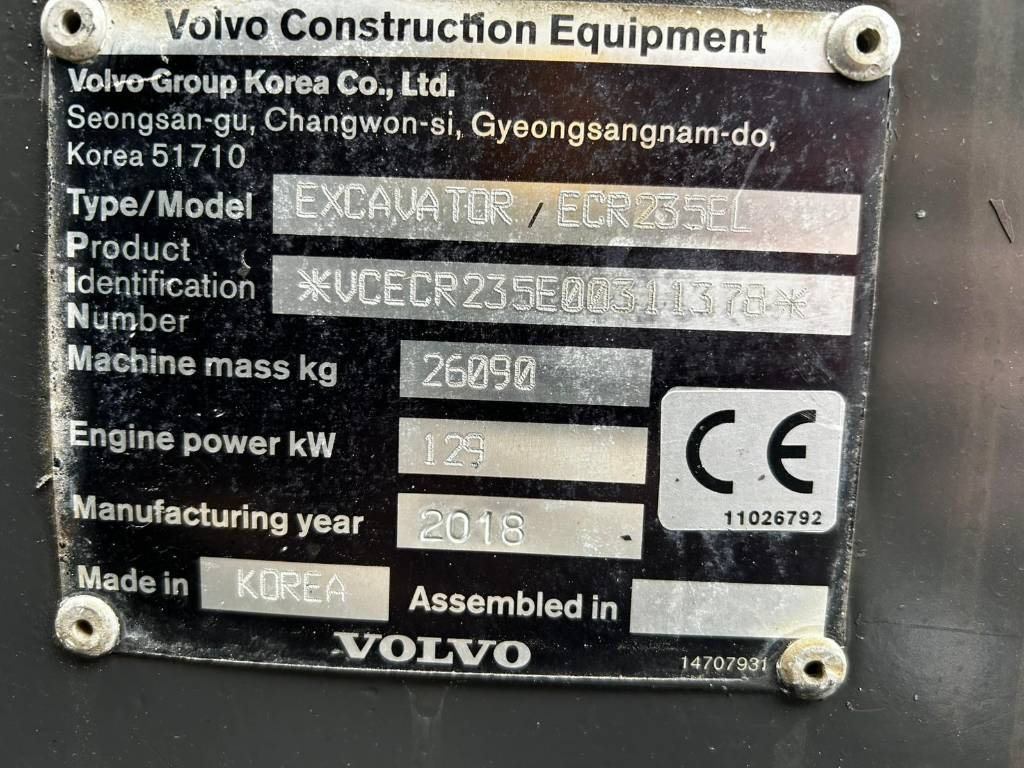 Volvo Construction Equipment
Volvo Group Korea Co., Ltd.
Seongsan-gu, Changwon-si, Gyeongsangnam-do,
Korea 51710
Type/Model EXCAVATOR / ECR235EL
Product
Identification *VCECR235E00311378*
Number
Machine mass kg 26090
Engine power kW 129
Manufacturing year 2018
CE
11026792
Made in KOREA Assembled in
VOLVO 14707931